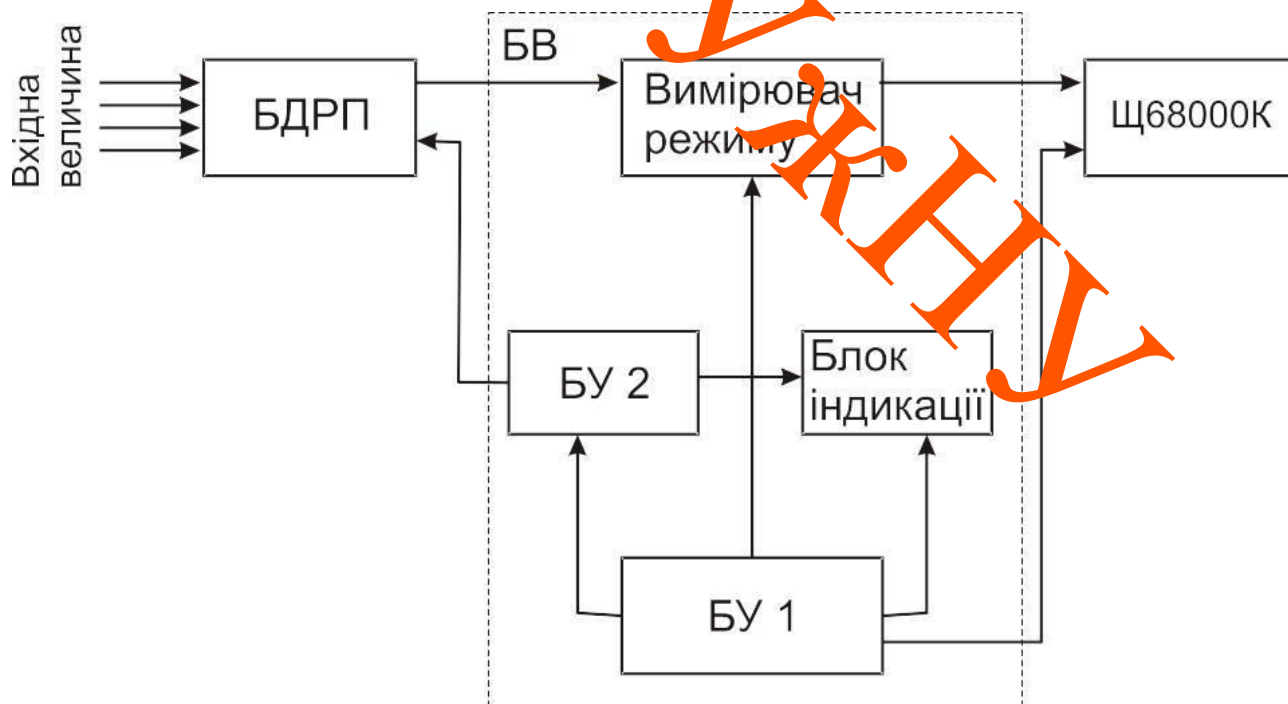 БВ
Вхідна
величина
БДРП
Вимірювач
режиму
Щ68000К
БУ 2
Блок
індикації
БУ 1
У жНУ